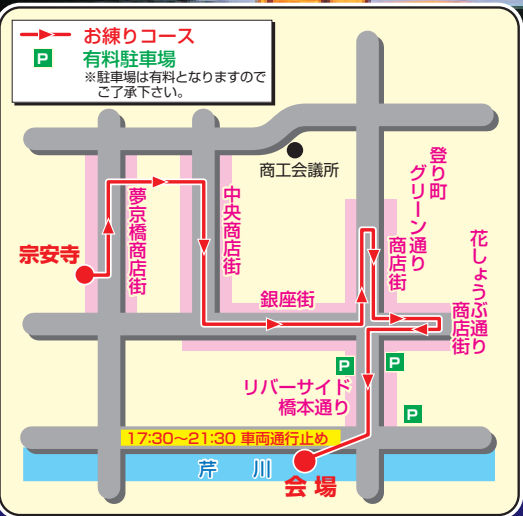 お練りコース
P 有料駐車場
※駐車場は有料となりますので
ご了承下さい。
商工会議所
登り町
グリーン通り
商店街
花しょうぶ通り
商店街
中央商店街
夢京橋商店街
宗安寺
銀座街
P
P
P
リバーサイド
橋本通り
17:30〜21:30 車両通行止め
芹川
会場